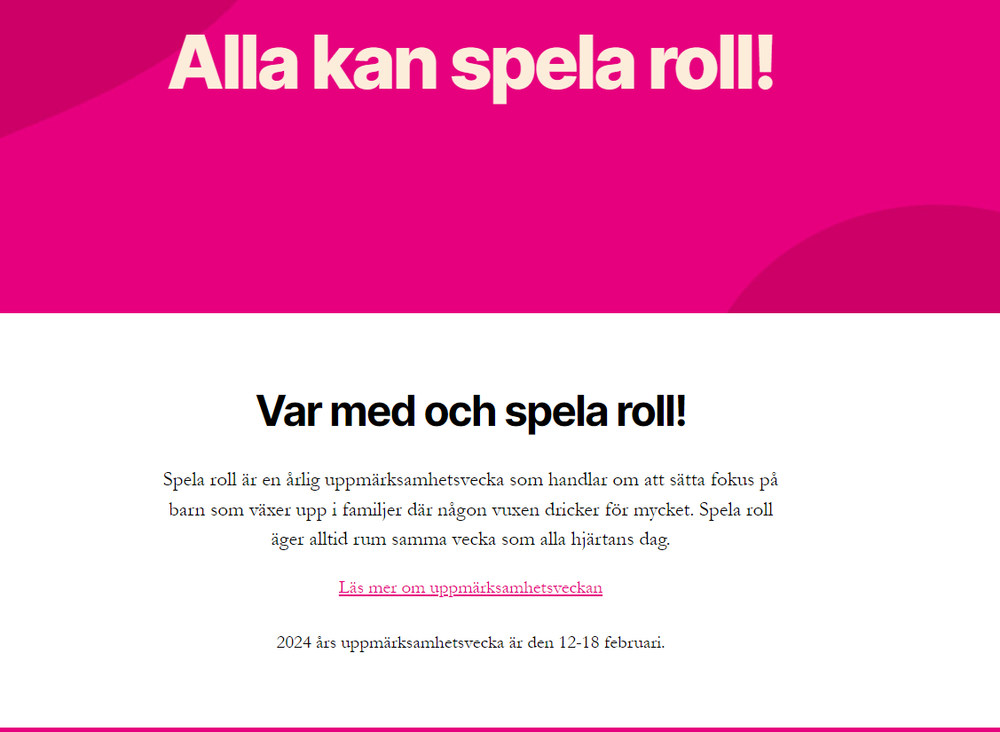 Alla kan spela roll!
Var med och spela roll!
Spela roll är en årlig uppmärksamhetsvecka som handlar om att sätta fokus på
barn som växer upp i familjer där någon vuxen dricker för mycket. Spela roll
äger alltid rum samma vecka som alla hjärtans dag.
Läs mer om uppmärksamhetsveckan
2024 års uppmärksamhetsvecka är den 12-18 februari.